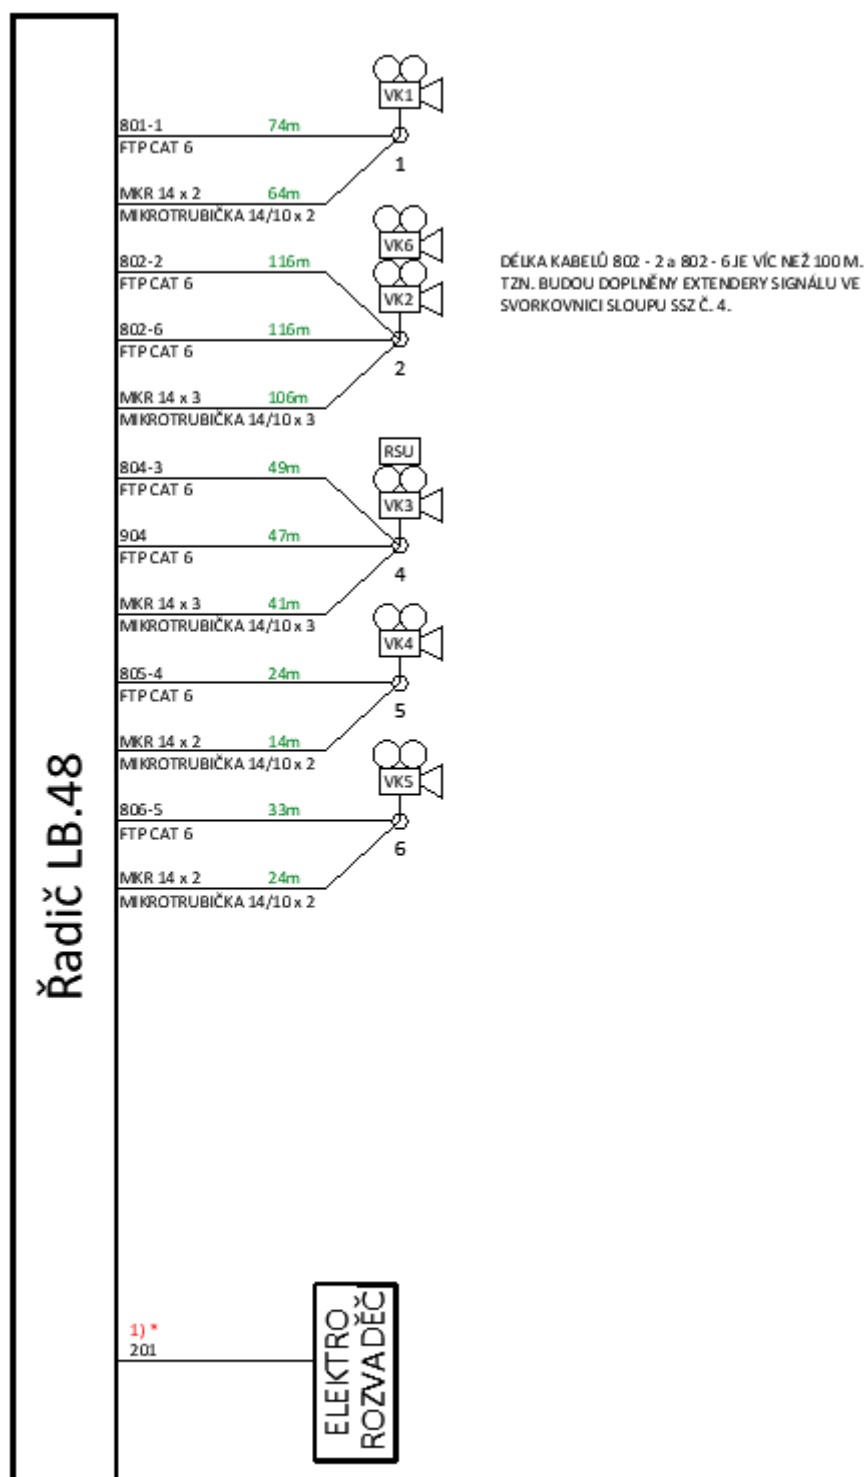 VK1
801-1 74m
FTP CAT 6
1
MKR 14 x 2 64m
MIKROTRUBIČKA 14/10 x 2
VK6
802-2 116m
FTP CAT 6
VK2
DÉLKA KABELŮ 802 - 2 a 802 - 6 JE VÍC NEŽ 100 M.
TZN. BUDOU DOPLNĚNY EXTENDERY SIGNÁLU VE
SVORKOVNICI SLOUPU SSZ Č. 4.
802-6 116m
FTP CAT 6
2
MKR 14 x 3 106m
MIKROTRUBIČKA 14/10 x 3
RSU
804-3 49m
FTP CAT 6
VK3
904 47m
FTP CAT 6
4
MKR 14 x 3 41m
MIKROTRUBIČKA 14/10 x 3
VK4
805-4 24m
FTP CAT 6
5
MKR 14 x 2 14m
MIKROTRUBIČKA 14/10 x 2
VK5
806-5 33m
FTP CAT 6
6
MKR 14 x 2 24m
MIKROTRUBIČKA 14/10 x 2
Řadič LB.48
1) *
201
ELEKTRO
ROZVADĚČ